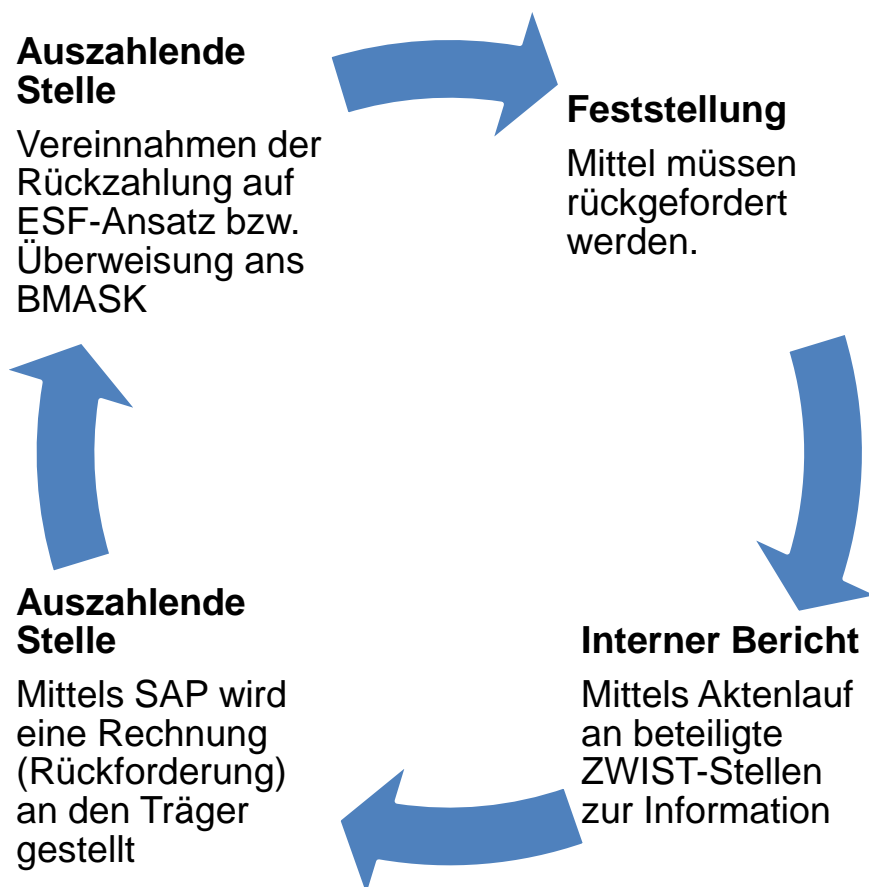 Auszahlende
Stelle
Vereinnahmen der
Rückzahlung auf
ESF-Ansatz bzw.
Überweisung ans
BMASK
Feststellung
Mittel müssen
rückgefordert
werden.
Interner Bericht
Mittels Aktenlauf
an beteiligte
ZWIST-Stellen
zur Information
Auszahlende
Stelle
Mittels SAP wird
eine Rechnung
(Rückforderung)
an den Träger
gestellt